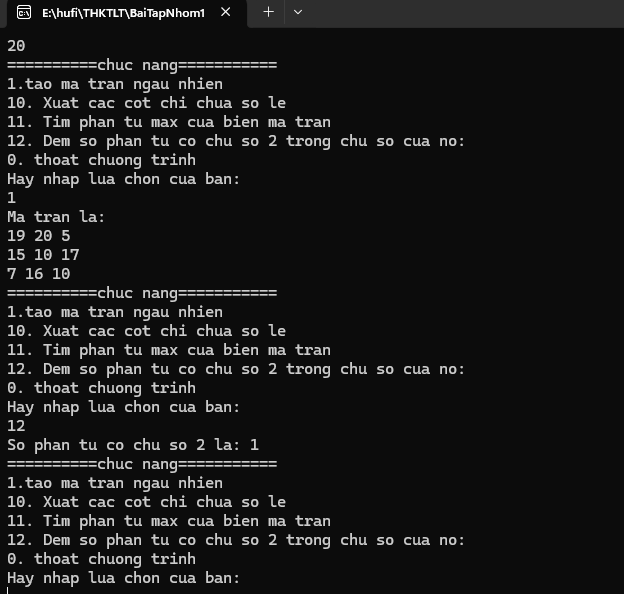 E:\hufi\THKTLT\BaiTapNhom1
20
==========chuc nang===========
1.tao ma tran ngau nhien
10. Xuat cac cot chi chua so le
11. Tim phan tu max cua bien ma tran
12. Dem so phan tu co chu so 2 trong chu so cua no:
0. thoat chuong trinh
Hay nhap lua chon cua ban:
1
Ma tran la:
19 20 5
15 10 17
7 16 10
==========chuc nang===========
1.tao ma tran ngau nhien
10. Xuat cac cot chi chua so le
11. Tim phan tu max cua bien ma tran
12. Dem so phan tu co chu so 2 trong chu so cua no:
0. thoat chuong trinh
Hay nhap lua chon cua ban:
12
So phan tu co chu so 2 la: 1
==========chuc nang===========
1.tao ma tran ngau nhien
10. Xuat cac cot chi chua so le
11. Tim phan tu max cua bien ma tran
12. Dem so phan tu co chu so 2 trong chu so cua no:
0. thoat chuong trinh
Hay nhap lua chon cua ban: